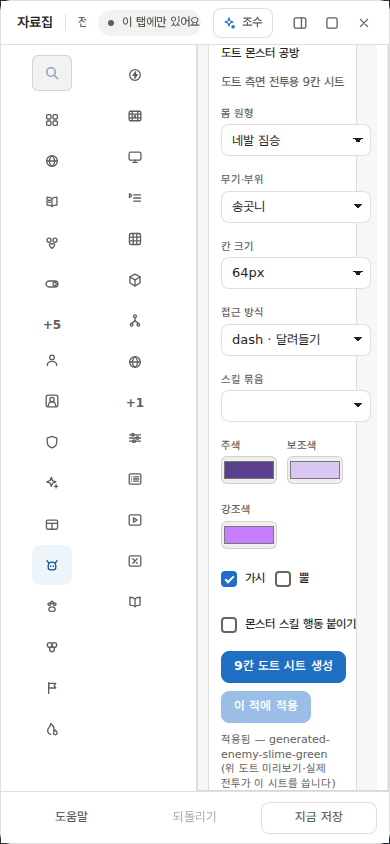 자료집
이 탭에만 있어요
조수
도트 몬스터 공방
도트 측면 전투용 9칸 시트
몸 원형
네발 짐승
무기·부위
송곳니
칸 크기
64px
접근 방식
dash · 달려들기
스킬 묶음
주색
보조색
강조색
가시
뿔
몬스터 스킬 행동 붙이기
9칸 도트 시트 생성
이 적에 적용
적용됨 — generated-
enemy-slime-green
(위 도트 미리보기·실제
전투가 이 시트를 씁니다)
+5
+1
도움말
되돌리기
지금 저장